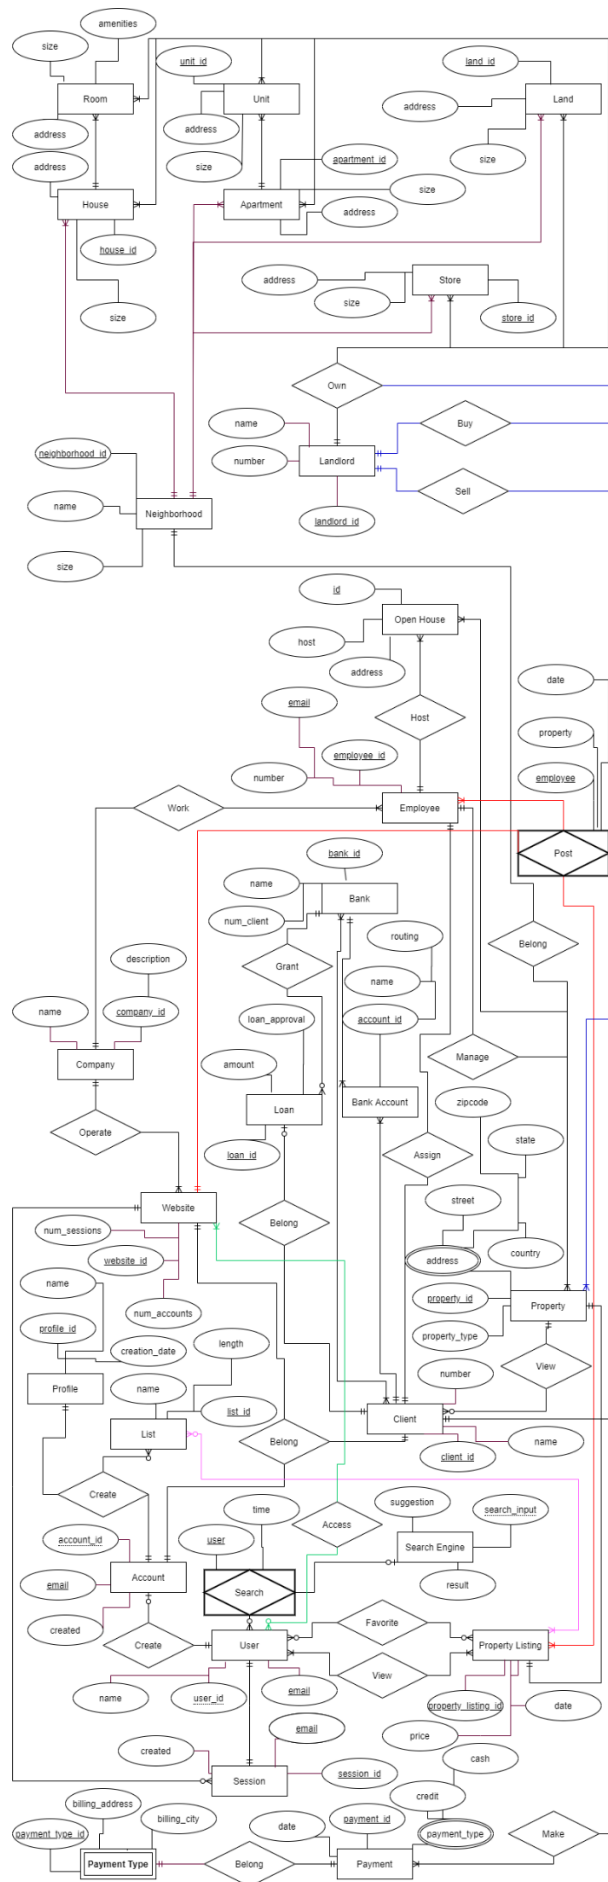 amenities
size
unit_id
land_id
Room
Unit
Land
address
address
address
address
size
size
apartment_id
House
Apartment
size
address
house_id
size
address
Store
size
store_id
Own
name
Buy
neighborhood_id
number
Landlord
name
Neighborhood
Sell
landlord_id
size
id
Open House
host
address
date
email
Host
property
number
employee_id
employee
Work
Employee
Post
bank_id
name
Bank
num_client
routing
Belong
description
Grant
name
name
company_id
loan_approval
account_id
Company
amount
Manage
Loan
Bank Account
zipcode
Operate
loan_id
Assign
state
Website
street
Belong
num_sessions
address
country
website_id
name
property_id
Property
num_accounts
profile_id
creation_date
length
property_type
View
number
Profile
name
list_id
List
Client
name
Belong
client_id
Create
time
suggestion
search_input
account_id
user
Access
Search Engine
Account
email
Search
result
created
Favorite
Create
User
Property Listing
View
name
user_id
email
property_listing_id
date
email
price
created
cash
Session
session_id
billing_address
credit
payment_type_id
billing_city
date
payment_id
payment_type
Make
Payment Type
Belong
Payment